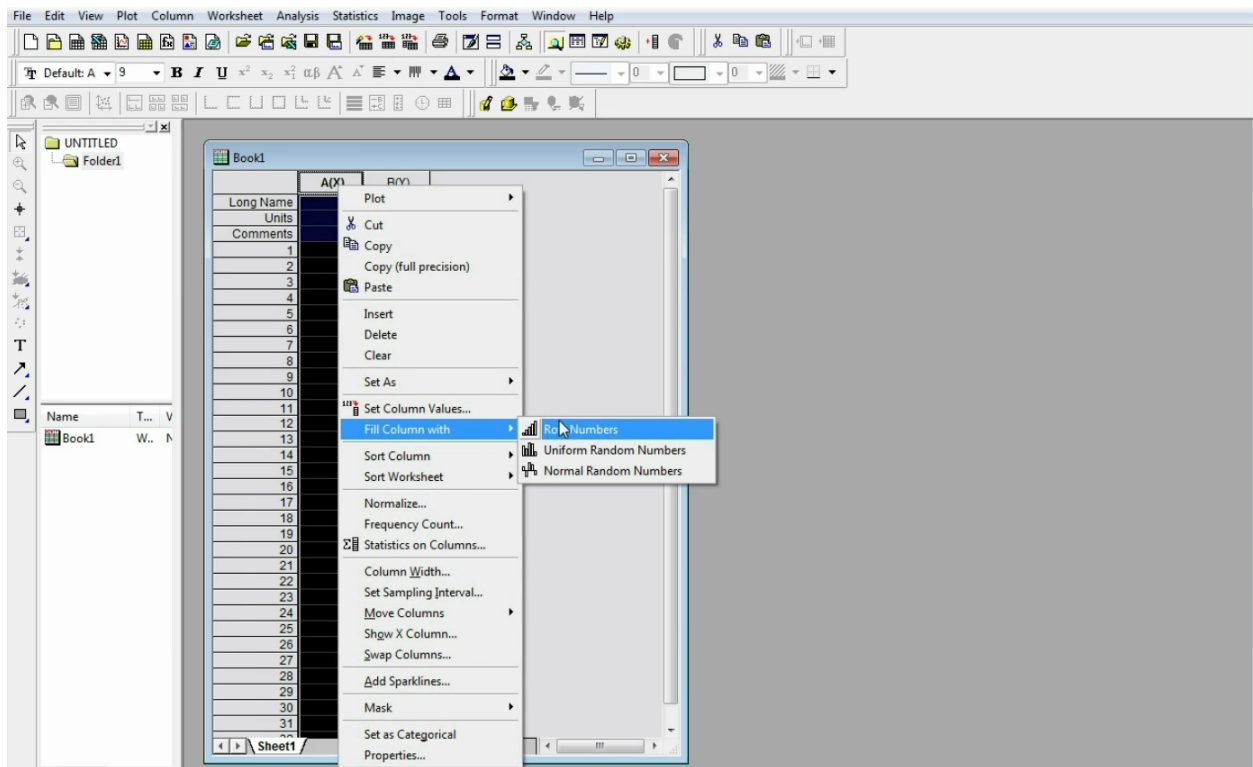 File Edit View Plot Column Worksheet Analysis Statistics Image Tools Format Window Help
Default: A 9 B I U x² x₂ αβ A A A 0 0
UNTITLED
Folder1
Name T... V
Book1 W.. N
Book1
A(X) B(Y)
Long Name
Units
Comments
1
2
3
4
5
6
7
8
9
10
11
12
13
14
15
16
17
18
19
20
21
22
23
24
25
26
27
28
29
30
31
Sheet1
Plot
Cut
Copy
Copy (full precision)
Paste
Insert
Delete
Clear
Set As
Set Column Values...
Fill Column with
Sort Column
Sort Worksheet
Normalize...
Frequency Count...
Statistics on Columns...
Column Width...
Set Sampling Interval...
Move Columns
Show X Column...
Swap Columns...
Add Sparklines...
Mask
Set as Categorical
Properties...
Numbers
Uniform Random Numbers
Normal Random Numbers
T